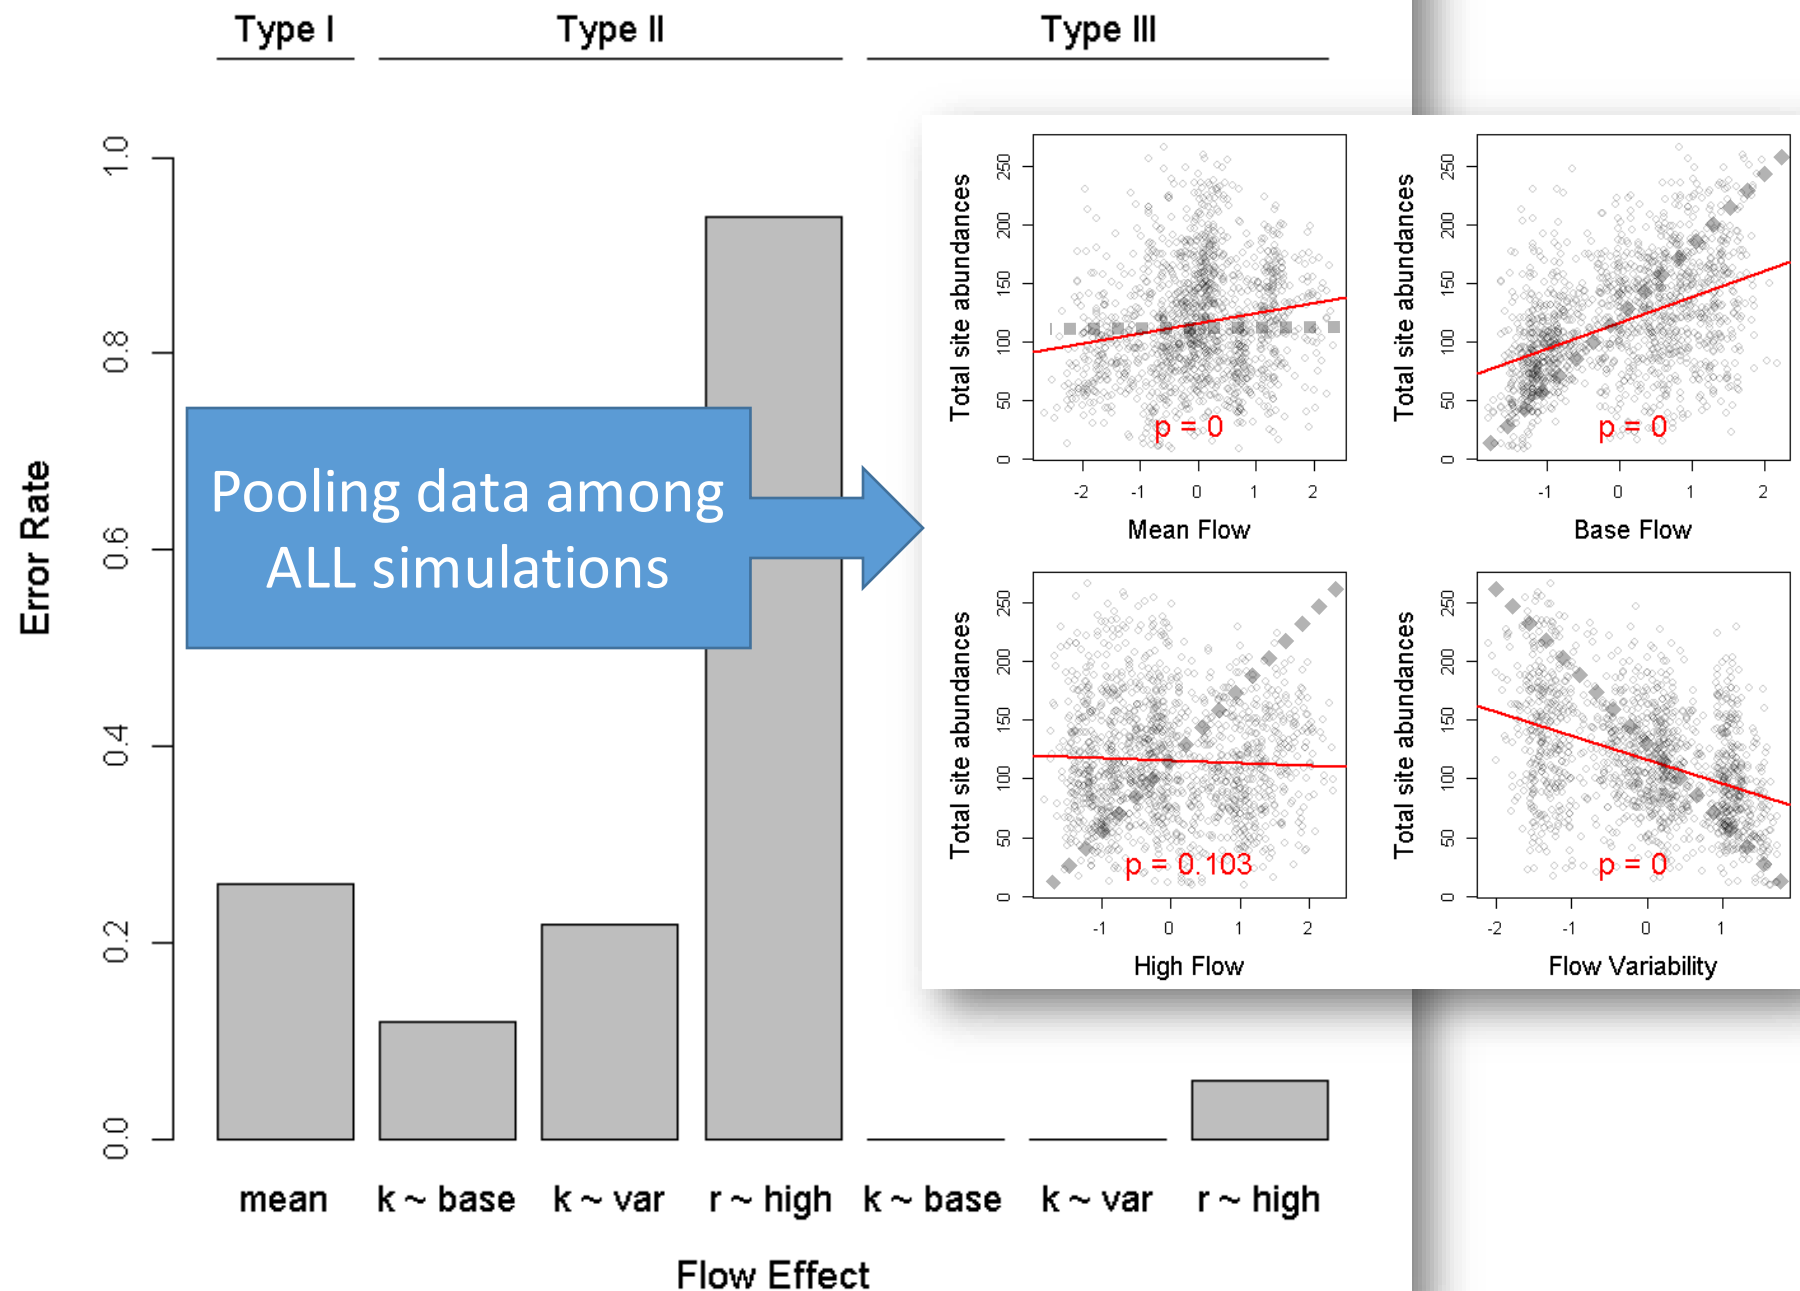 Type I Type II Type III
Error Rate
0.0 0.2 0.4 0.6 0.8 1.0
Pooling data among
ALL simulations
mean k ~ base k ~ var r ~ high k ~ base k ~ var r ~ high
Flow Effect
Total site abundances
0 50 100 150 200 250
p = 0
-2 -1 0 1 2
Mean Flow
Total site abundances
0 50 100 150 200 250
p = 0
-1 0 1 2
Base Flow
Total site abundances
0 50 100 150 200 250
p = 0.103
-1 0 1 2
High Flow
Total site abundances
0 50 100 150 200 250
p = 0
-2 -1 0 1
Flow Variability